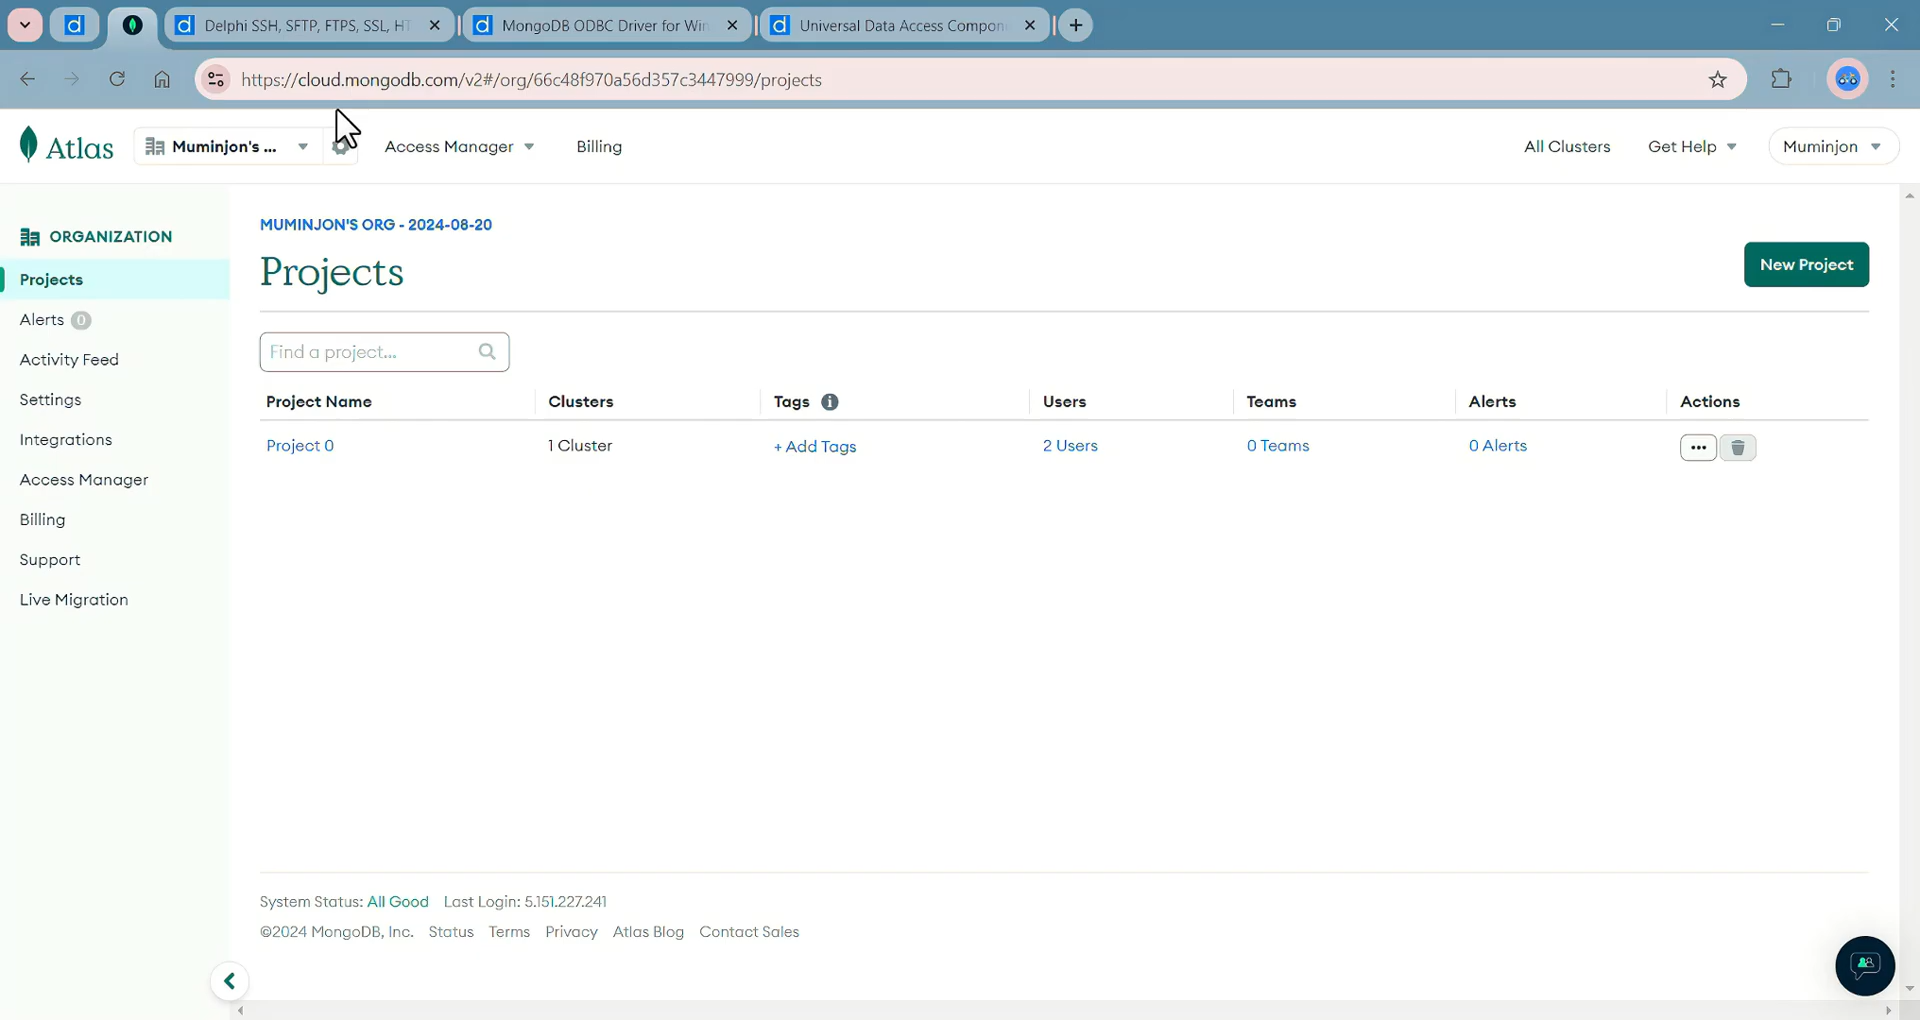 Delphi SSH, SFTP, FTPS, SSL, HT
MongoDB ODBC Driver for Win
Universal Data Access Compon
https://cloud.mongodb.com/v2#/org/66c48f970a56d357c3447999/projects
Atlas
Muminjon's ...
Access Manager
Billing
All Clusters
Get Help
Muminjon
ORGANIZATION
Projects
Alerts 0
Activity Feed
Settings
Integrations
Access Manager
Billing
Support
Live Migration
MUMINJON'S ORG - 2024-08-20
Projects
New Project
Find a project...
Project Name Clusters Tags Users Teams Alerts Actions
Project 0 1 Cluster + Add Tags 2 Users 0 Teams 0 Alerts
System Status: All Good Last Login: 5.151.227.241
©2024 MongoDB, Inc. Status Terms Privacy Atlas Blog Contact Sales